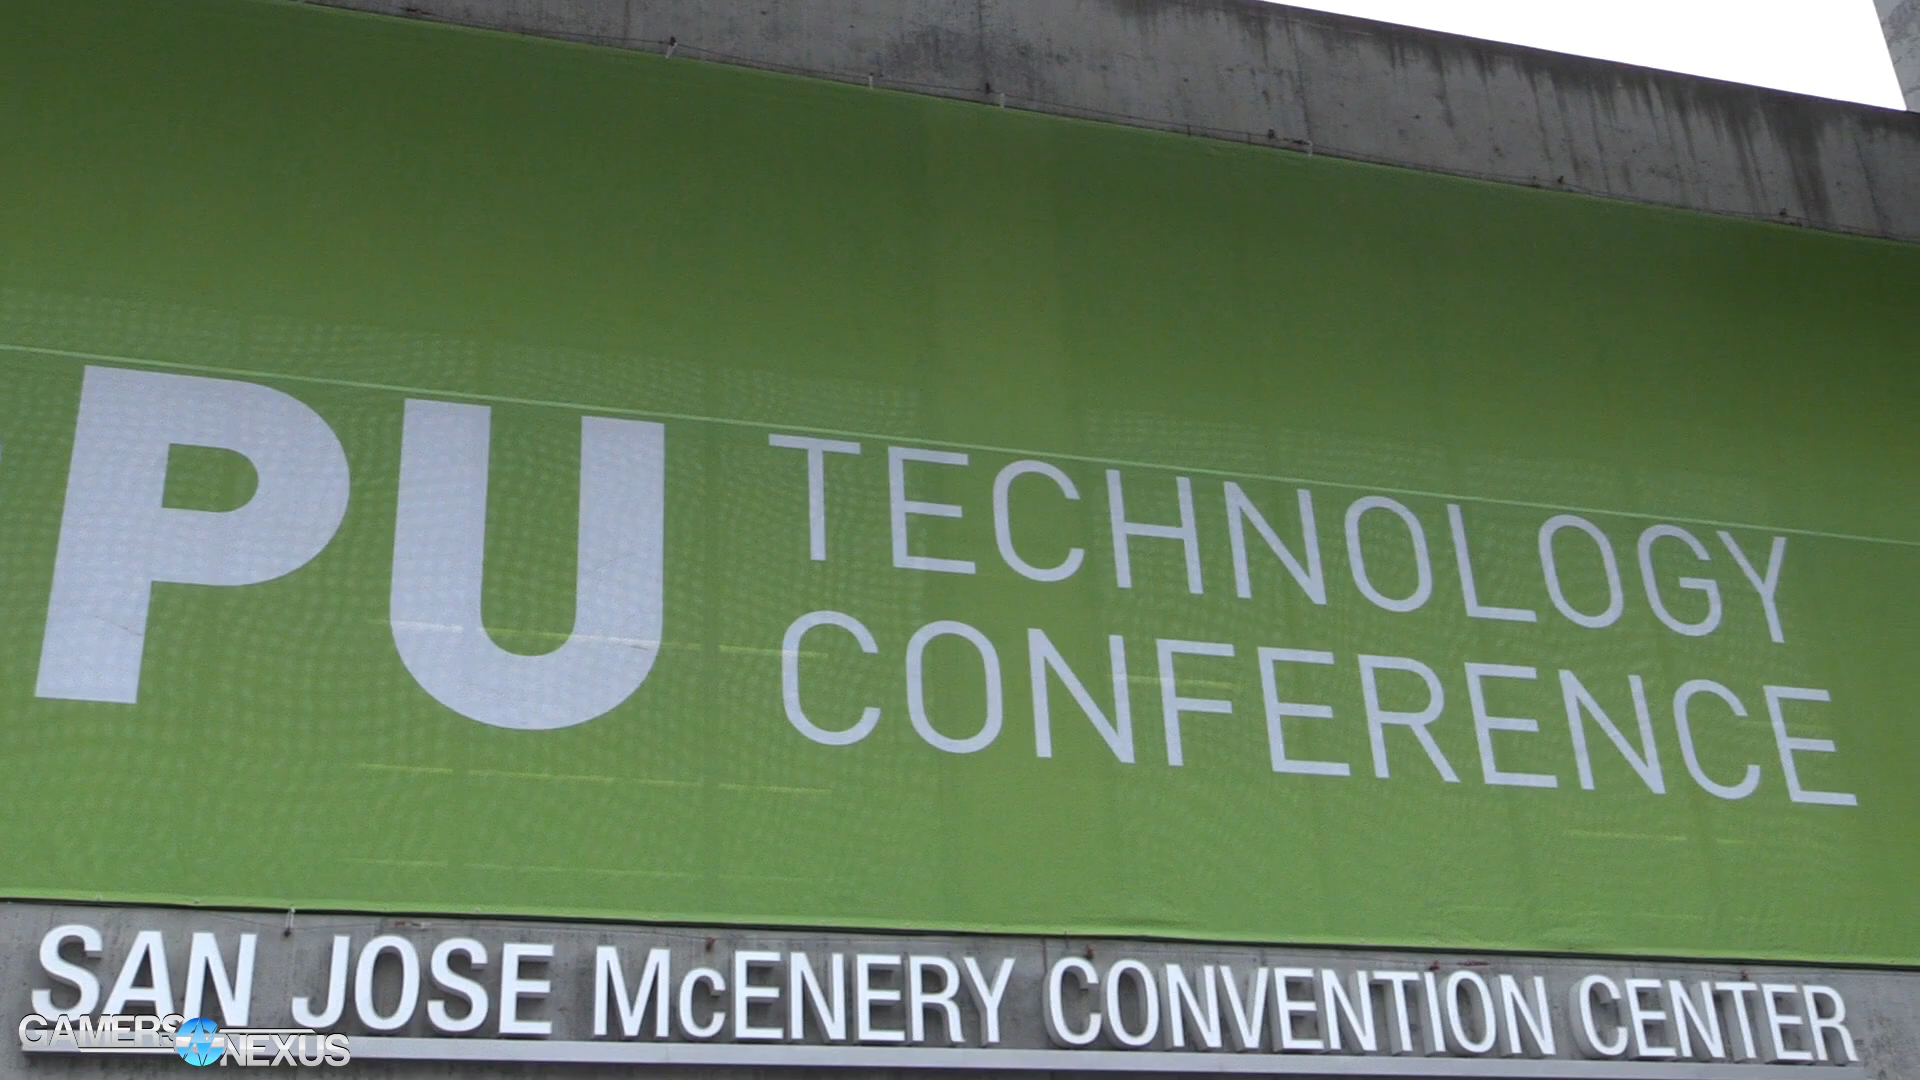 PU
TECHNOLOGY
CONFERENCE
SAN JOSE McENERY CONVENTION CENTER
GAMERS NEXUS